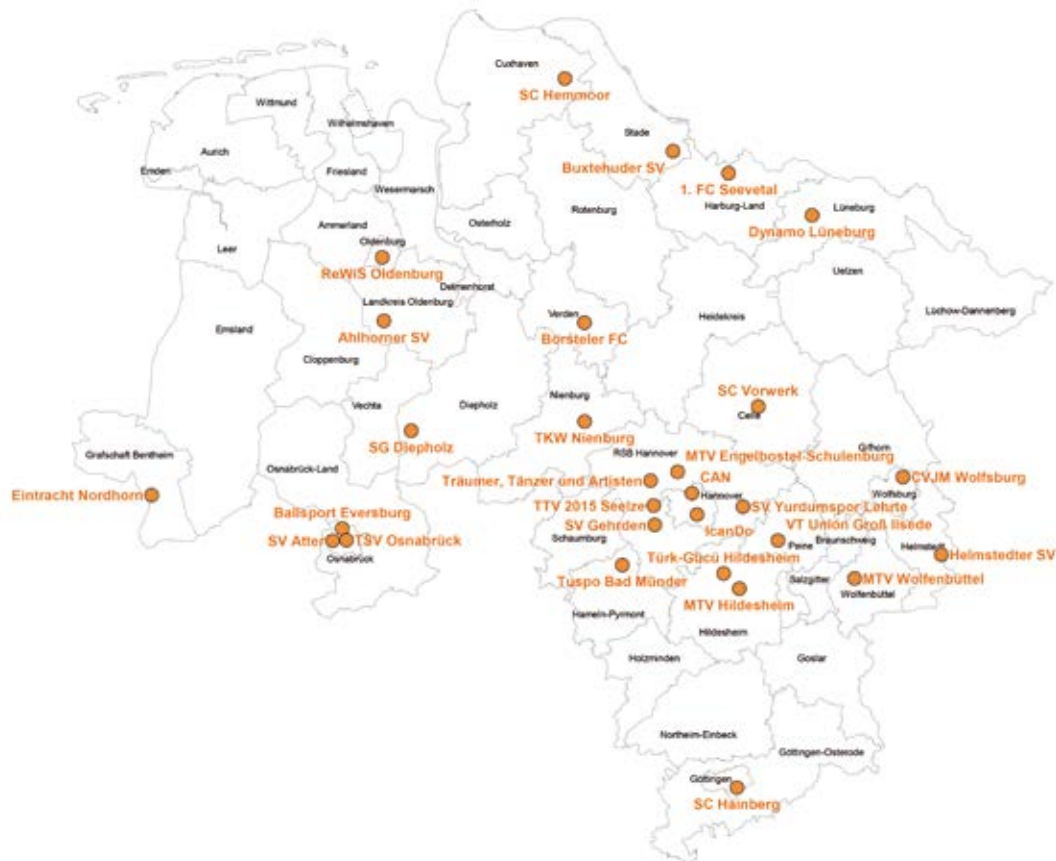 Cuxhaven
SC Hemmoor
Wittmund
Wilhelmshaven
Stade
Aurich
Buxtehuder SV
Emden
Friesland
1. FC Seevetal
Wesermarsch
Harburg-Land
Rotenburg
Lüneburg
Ammerland
Osterholz
Dynamo Lüneburg
Oldenburg
Leer
ReWiS Oldenburg
Uelzen
Delmenhorst
Landkreis Oldenburg
Lüchow-Dannenberg
Verden
Heidekreis
Emsland
Ahlhorner SV
Borsteler FC
Cloppenburg
SC Vorwerk
Nienburg
Vechta
Diepholz
Celle
TKW Nienburg
SG Diepholz
Gifhorn
Grafschaft Bentheim
RSB Hannover
MTV Engelbostel-Schulenburg
Osnabrück-Land
Träumer, Tänzer und Artisten
CAN
CVJM Wolfsburg
Eintracht Nordhorn
Hannover
Wolfsburg
TTV 2015 Seelze
SV Yurdumspor Lehrte
Ballsport Eversburg
SV Gehrden
IcanDo
VT Union Groß Ilsede
SV Atter
TSV Osnabrück
Schaumburg
Braunschweig
Peine
Helmstedt
Osnabrück
Türk-Gücü Hildesheim
Helmstedter SV
Tuspo Bad Münder
Salzgitter
MTV Wolfenbüttel
Wolfenbüttel
MTV Hildesheim
Hameln-Pyrmont
Hildesheim
Holzminden
Goslar
Northeim-Einbeck
Göttingen-Osterode
Göttingen
SC Hainberg